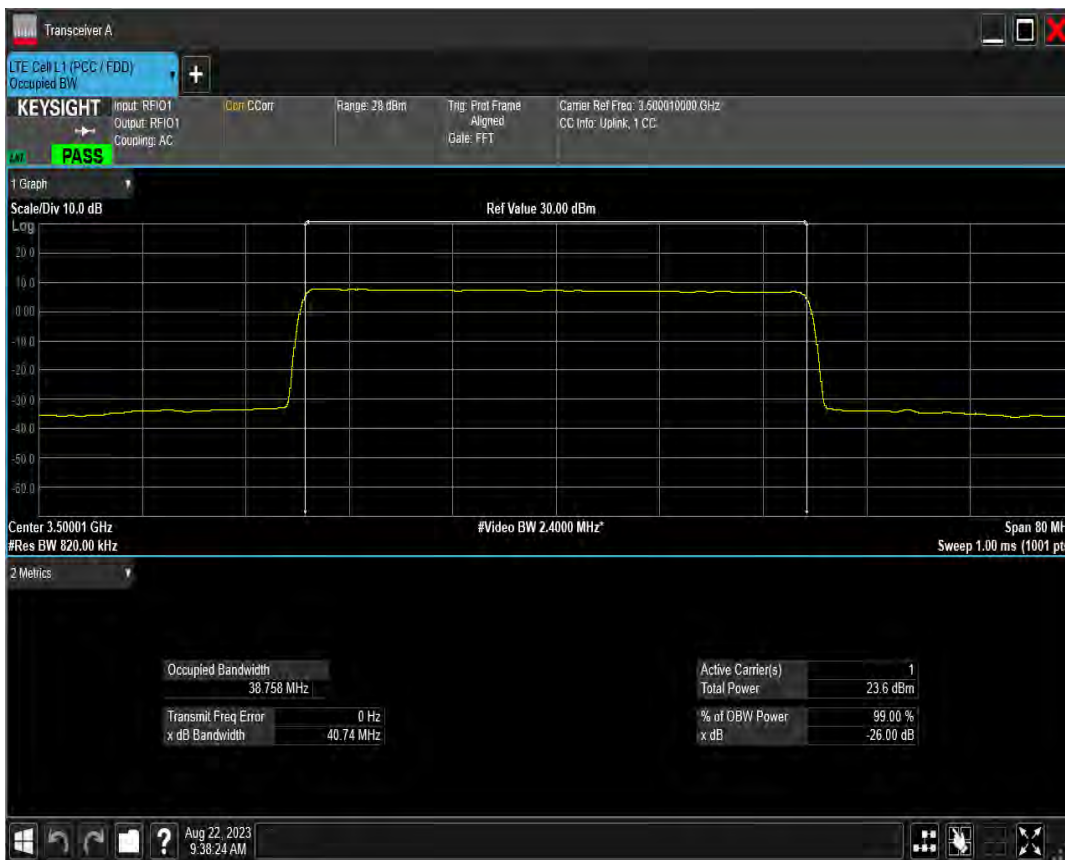 Transceiver A
LTE Cell L1 (PCC / FDD)
Occupied BW
+
KEYSIGHT
Input: RFIO1
Output: RFIO1
Coupling: AC
Corr CCorr
Range: 28 dBm
Trig: Prot Frame
Aligned
Gate: FFT
Carrier Ref Freq: 3.500010000 GHz
CC Info: Uplink, 1 CC
PASS
1 Graph
Scale/Div 10.0 dB
Ref Value 30.00 dBm
Log
20.0
10.0
0.00
-10.0
-20.0
-30.0
-40.0
-50.0
-60.0
Center 3.50001 GHz
#Video BW 2.4000 MHz*
Span 80 MH
#Res BW 820.00 kHz
Sweep 1.00 ms (1001 pt
2 Metrics
Occupied Bandwidth
38.758 MHz
Transmit Freq Error 0 Hz
x dB Bandwidth 40.74 MHz
Active Carrier(s) 1
Total Power 23.6 dBm
% of OBW Power 99.00 %
x dB -26.00 dB
?
Aug 22, 2023
9:38:24 AM